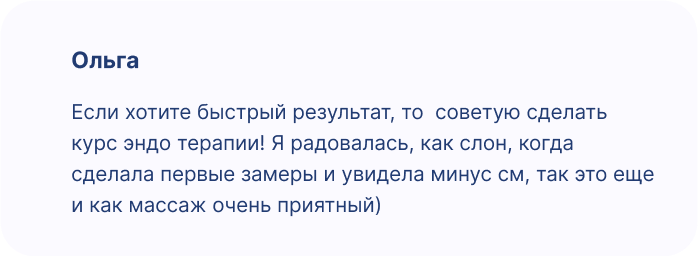 Ольга
Если хотите быстрый результат, то  советую сделать
курс эндо терапии! Я радовалась, как слон, когда
сделала первые замеры и увидела минус см, так это еще
и как массаж очень приятный)